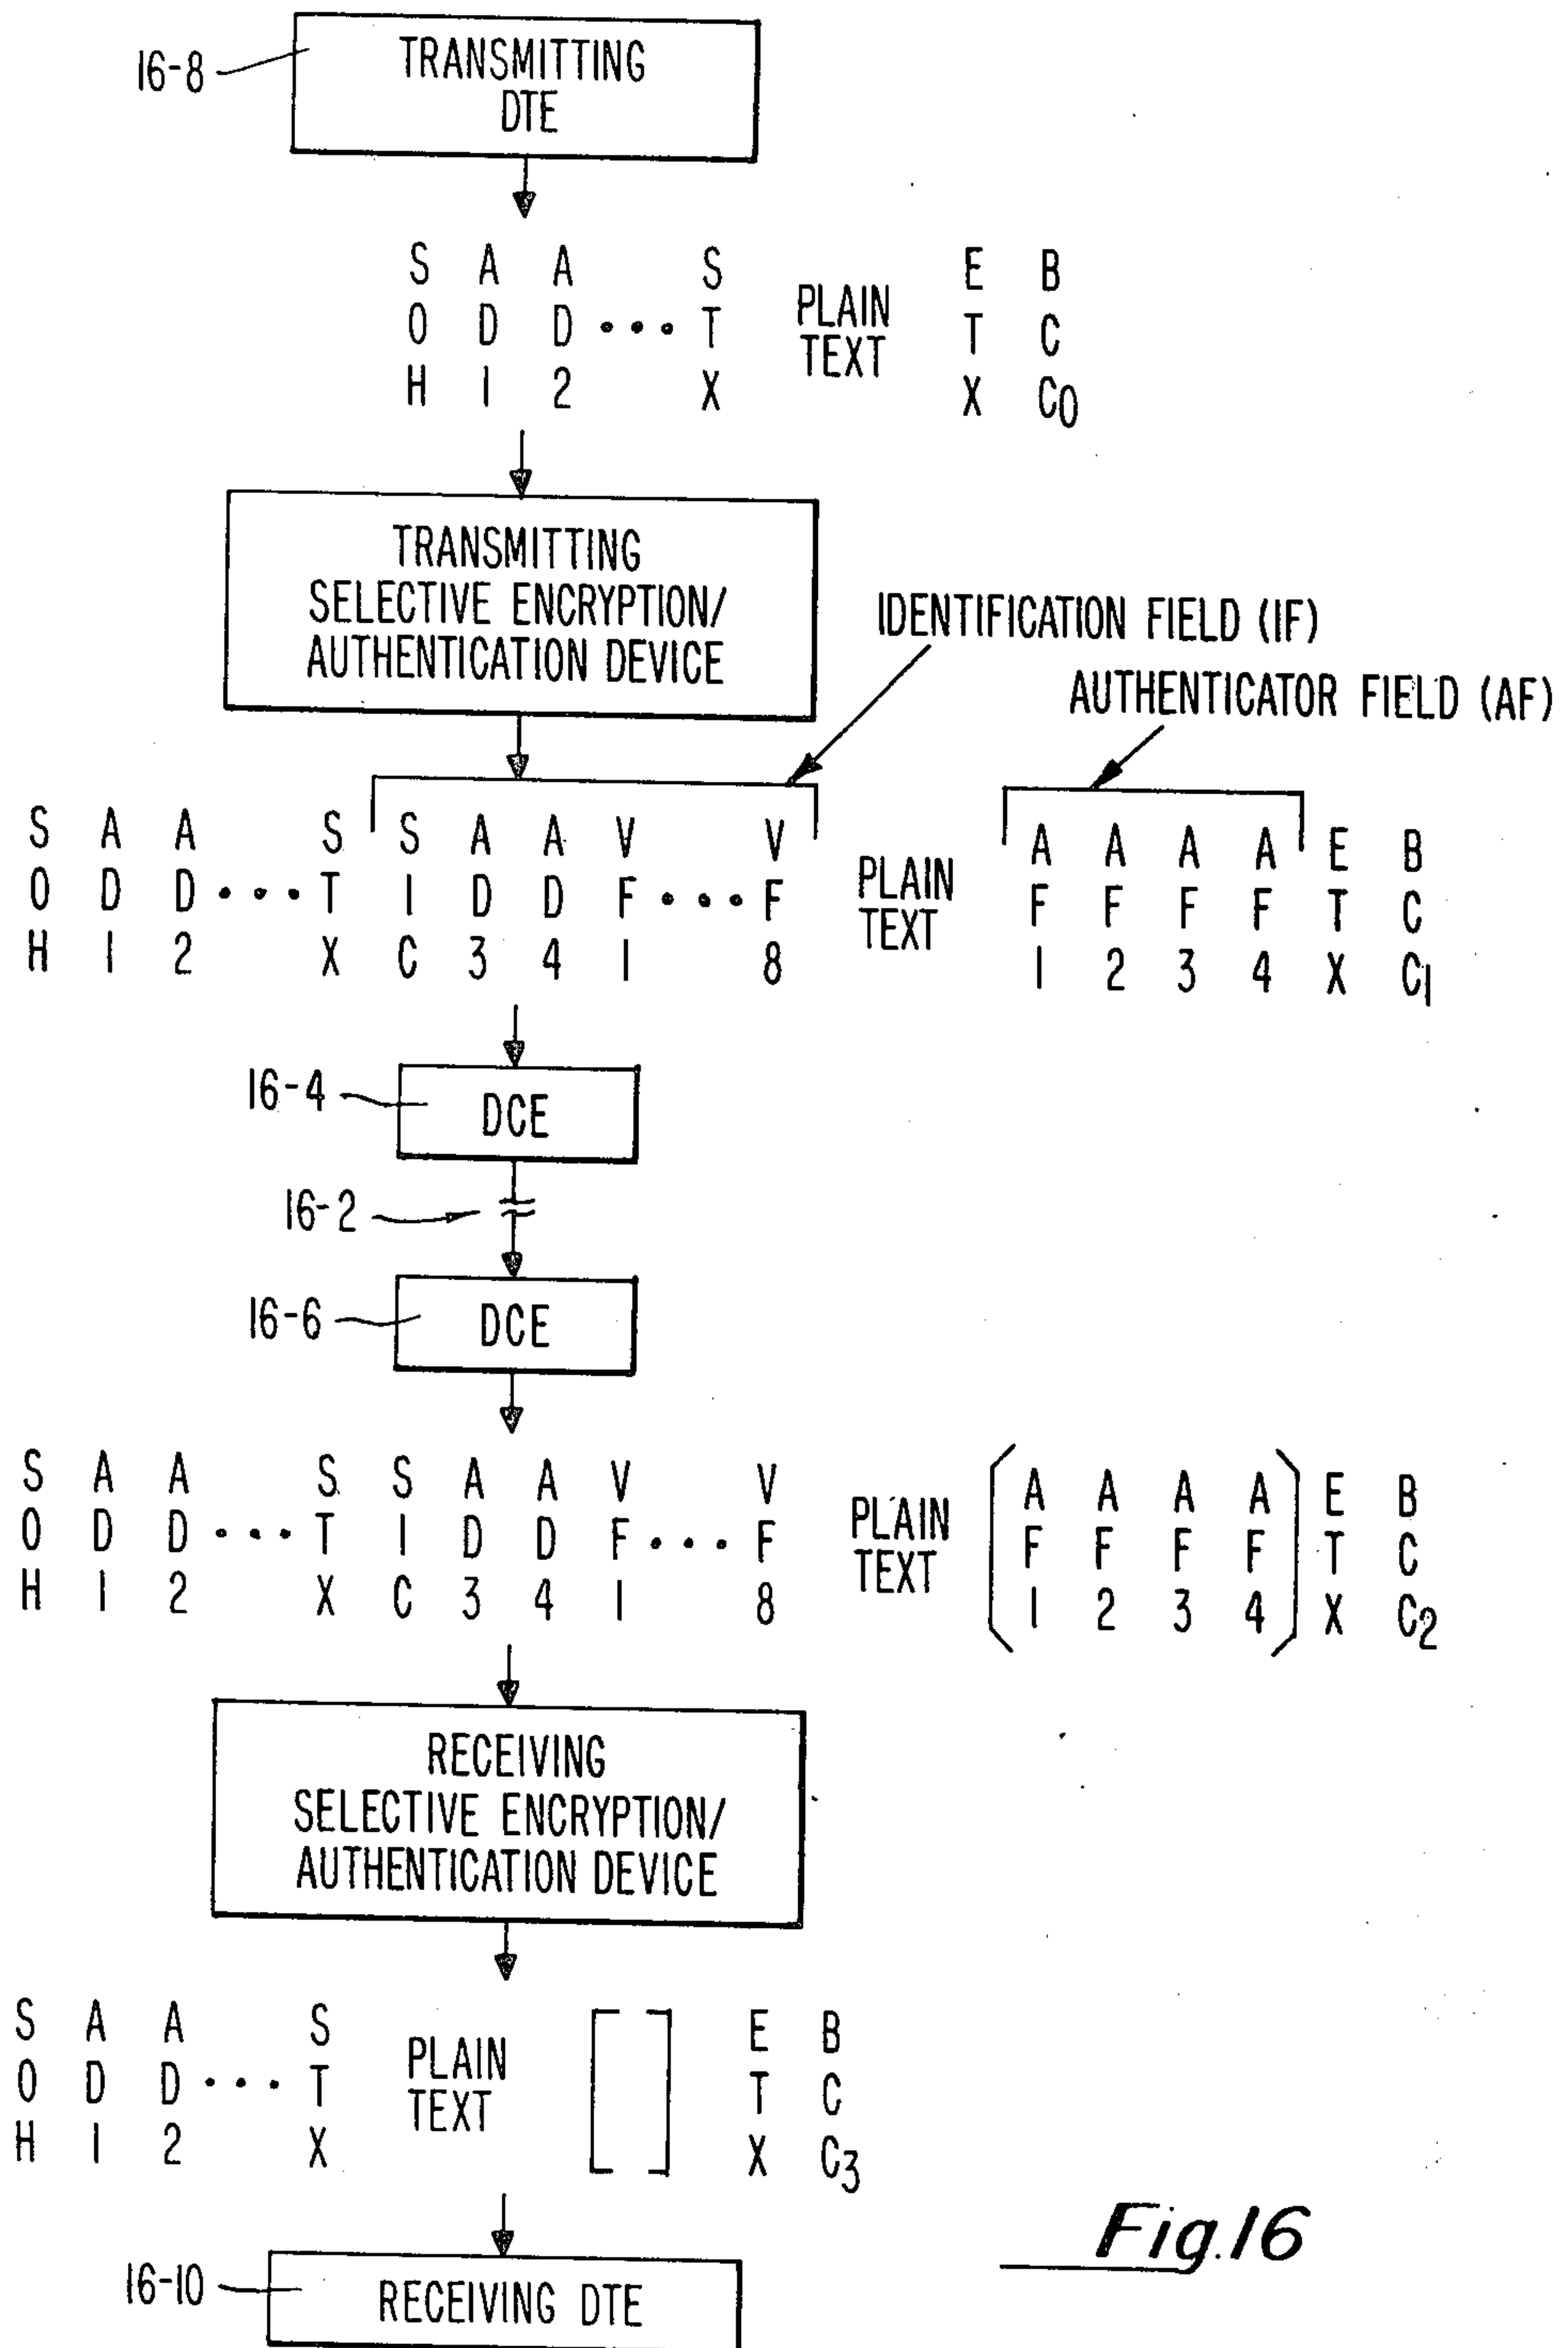 16-8
TRANSMITTING
DTE
S A A S E B
O D D • • • T PLAIN T C
H 1 2 X TEXT X C0
TRANSMITTING
SELECTIVE ENCRYPTION/
AUTHENTICATION DEVICE
IDENTIFICATION FIELD (IF)
AUTHENTICATOR FIELD (AF)
S A A S S A A V V A A A A E B
O D D • • • T I D D F • • • F PLAIN F F F F T C
H 1 2 X C 3 4 1 8 TEXT 1 2 3 4 X C1
16-4
DCE
16-2
16-6
DCE
S A A S S A A V V A A A A E B
O D D • • • T I D D F • • • F PLAIN F F F F T C
H 1 2 X C 3 4 1 8 TEXT 1 2 3 4 X C2
RECEIVING
SELECTIVE ENCRYPTION/
AUTHENTICATION DEVICE
S A A S E B
O D D • • • T PLAIN [ ] T C
H 1 2 X TEXT X C3
16-10
RECEIVING DTE
Fig. 16